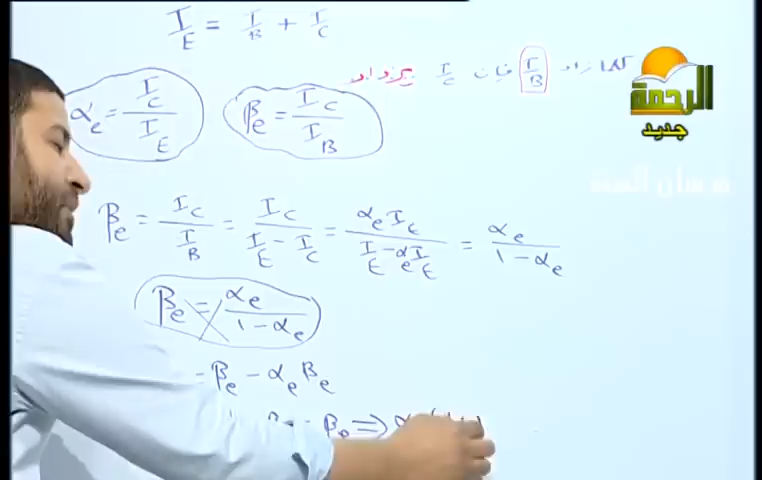 I_E = I_B + I_C
كلما زاد I_B فإن I_C يزداد
الرحمة
جديد
α_e = I_C / I_E
β_e = I_C / I_B
β_e = I_C / I_B = I_C / (I_E - I_C) = α_e I_E / (I_E - α_e I_E) = α_e / (1 - α_e)
β_e = α_e / (1 - α_e)
= β_e - α_e β_e
β_e ⇒ α_e